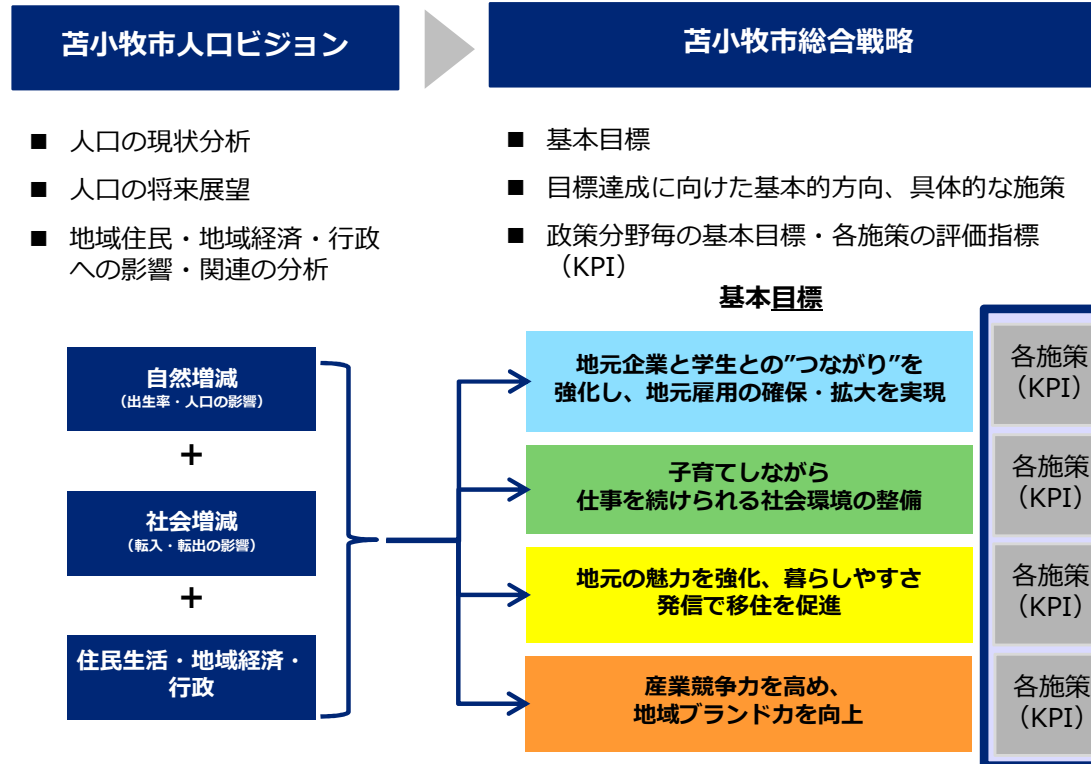 苫小牧市人口ビジョン
苫小牧市総合戦略
■ 人口の現状分析
■ 人口の将来展望
■ 地域住民・地域経済・行政
への影響・関連の分析
■ 基本目標
■ 目標達成に向けた基本的方向、具体的な施策
■ 政策分野毎の基本目標・各施策の評価指標
（KPI）
基本目標
自然増減
（出生率・人口の影響）
+
社会増減
（転入・転出の影響）
+
住民生活・地域経済・
行政
地元企業と学生との”つながり”を
強化し、地元雇用の確保・拡大を実現
各施策
（KPI）
子育てしながら
仕事を続けられる社会環境の整備
各施策
（KPI）
地元の魅力を強化、暮らしやすさ
発信で移住を促進
各施策
（KPI）
産業競争力を高め、
地域ブランド力を向上
各施策
（KPI）